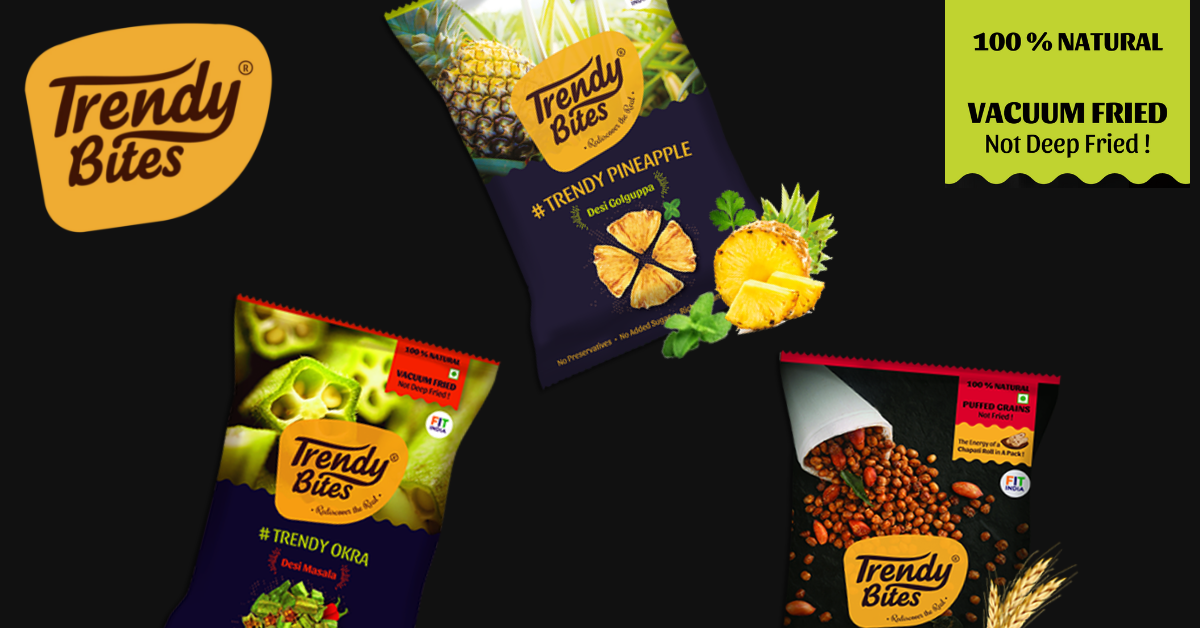 Trendy®
Bites
Trendy®
Bites
• Rediscover the Real •
#TRENDY PINEAPPLE
Desi Golguppa
No Preservatives • No Added Sugar •
100 % NATURAL
VACUUM FRIED
Not Deep Fried !
100 % NATURAL
VACUUM FRIED
Not Deep Fried !
FIT
INDIA
Trendy®
Bites
• Rediscover the Real •
# TRENDY OKRA
Desi Masala
100 % NATURAL
PUFFED GRAINS
Not Fried !
The Energy of a
Chapati Roll in A Pack !
FIT
INDIA
Trendy®
Bites
• Rediscover the Real •